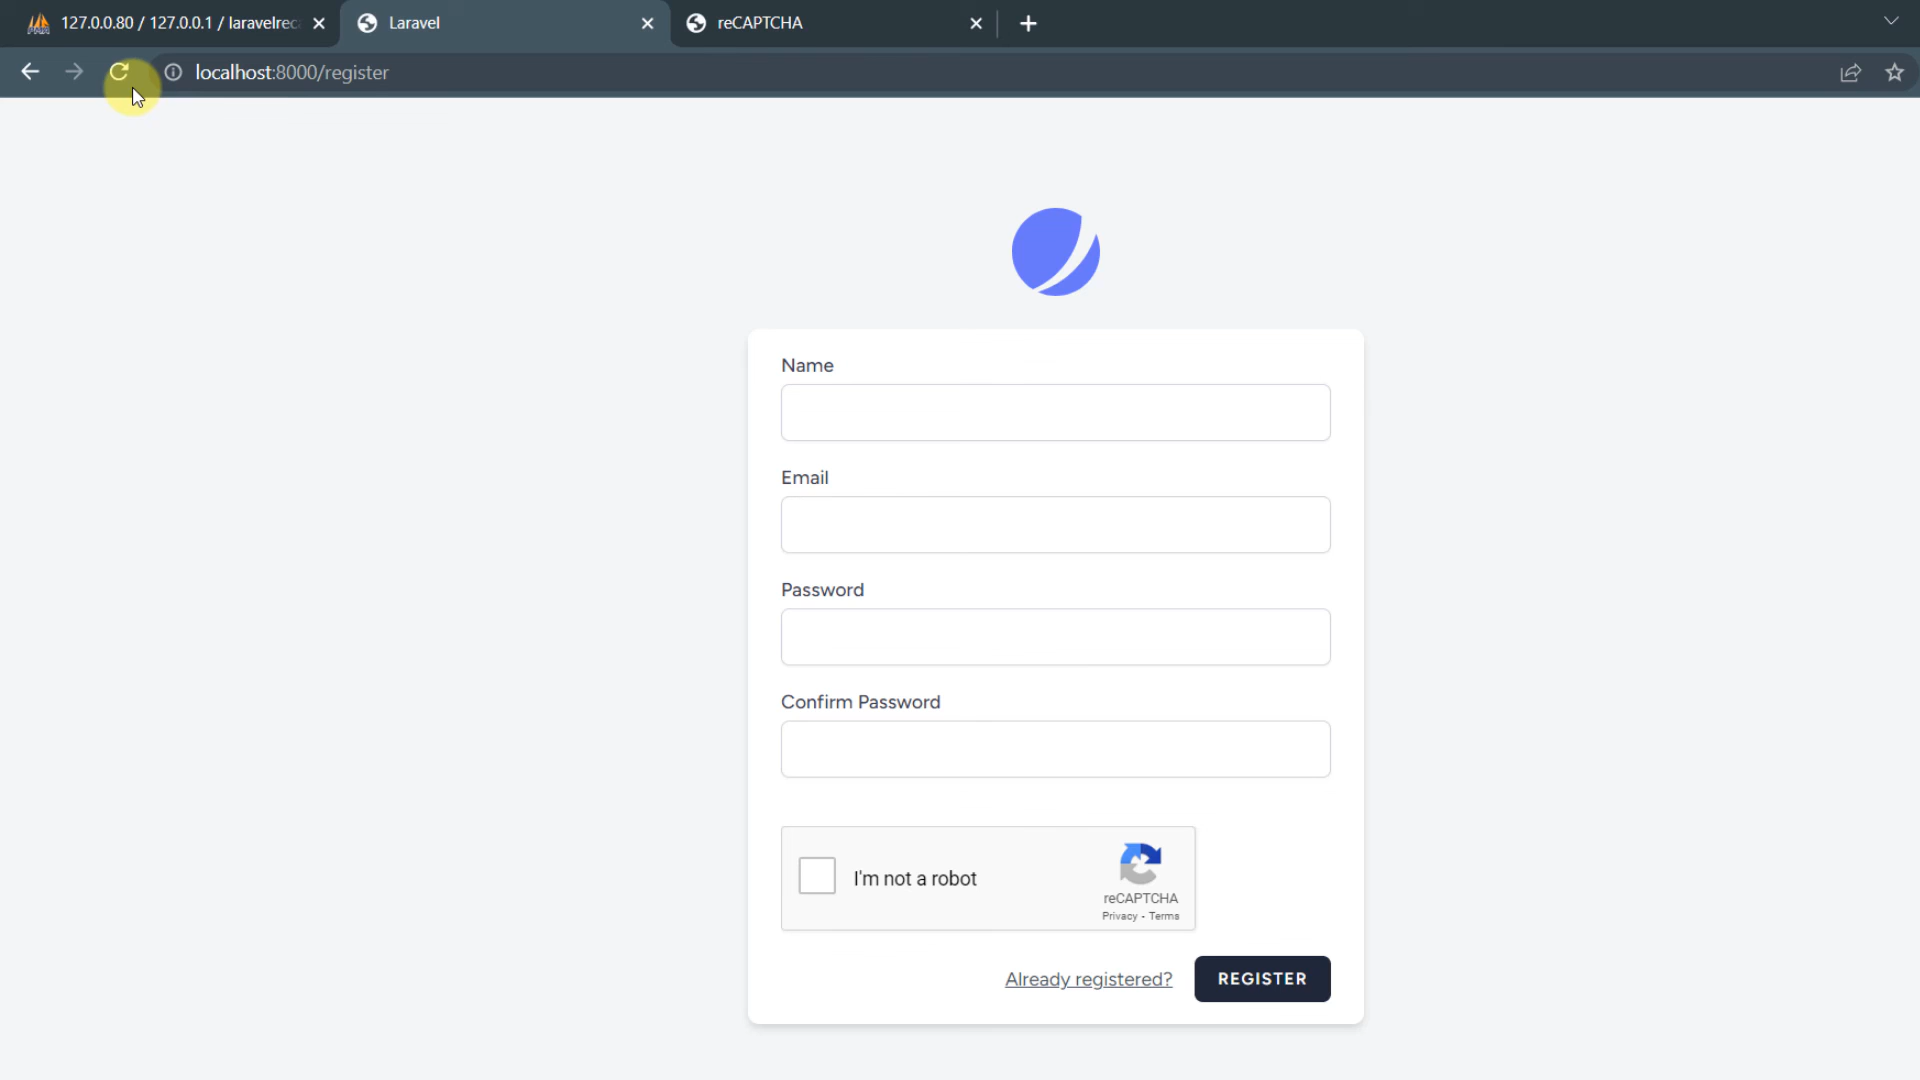 127.0.0.80 / 127.0.0.1 / laravelrec
Laravel
reCAPTCHA
localhost:8000/register
Name
Email
Password
Confirm Password
I'm not a robot
reCAPTCHA
Privacy - Terms
Already registered?
REGISTER